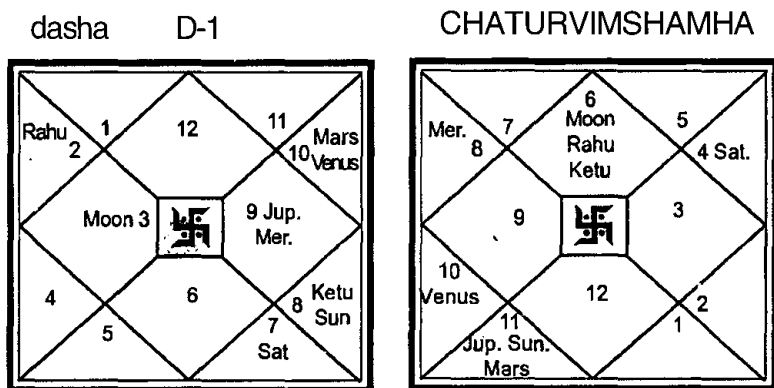 dasha D-1
CHATURVIMSHAMHA
Rahu
2
1
12
11
Mars
10 Venus
Moon 3
9 Jup.
Mer.
4
5
6
7
Sat
8
Ketu
Sun
Mer.
8
7
6
Moon
Rahu
Ketu
5
4 Sat.
9
3
10
Venus
11
Jup. Sun.
Mars
12
1
2